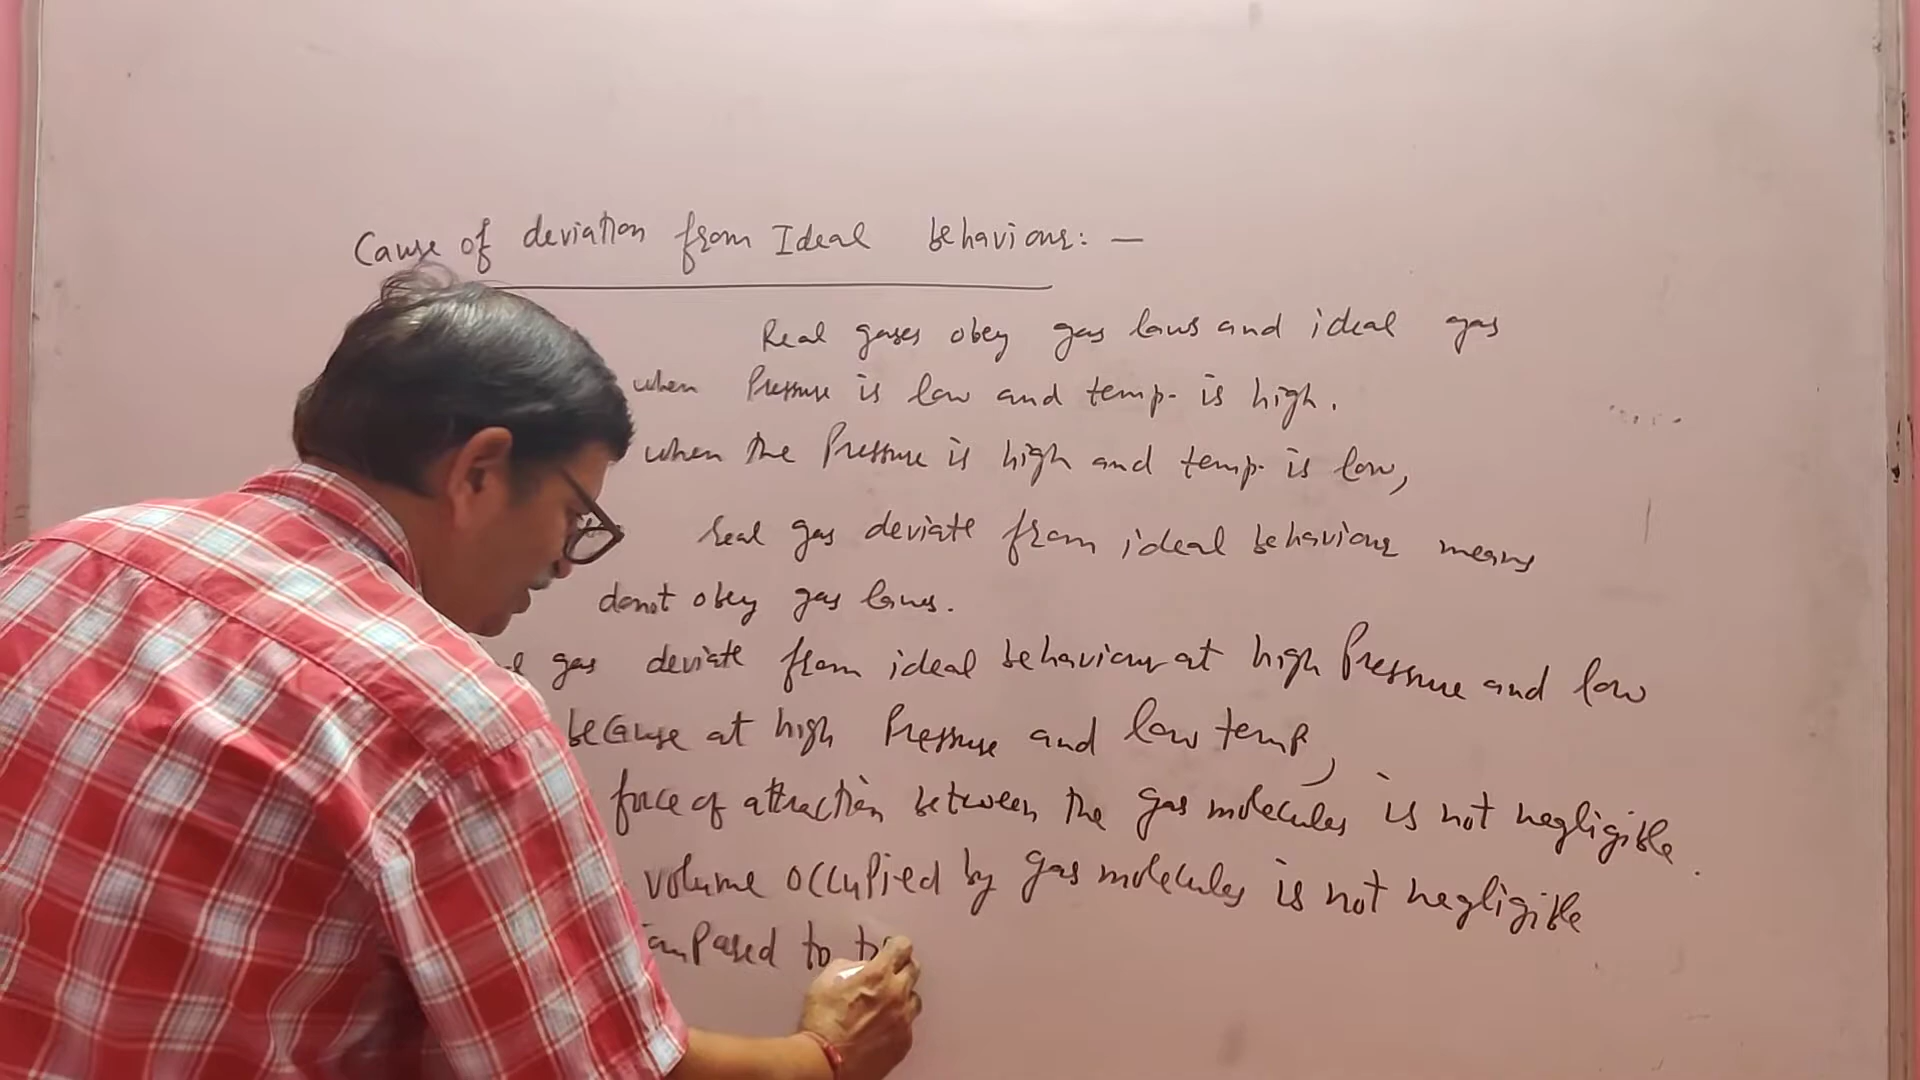 Cause of deviation from Ideal behaviour: —
Real gases obey gas laws and ideal gas
when Pressure is low and temp. is high.
when the Pressure is high and temp. is low,
real gas deviate from ideal behaviour means
donot obey gas laws.
gas deviate from ideal behaviour at high Pressure and low
because at high Pressure and low temp,
force of attraction between the gas molecules is not negligible.
volume occupied by gas molecules is not negligible
to